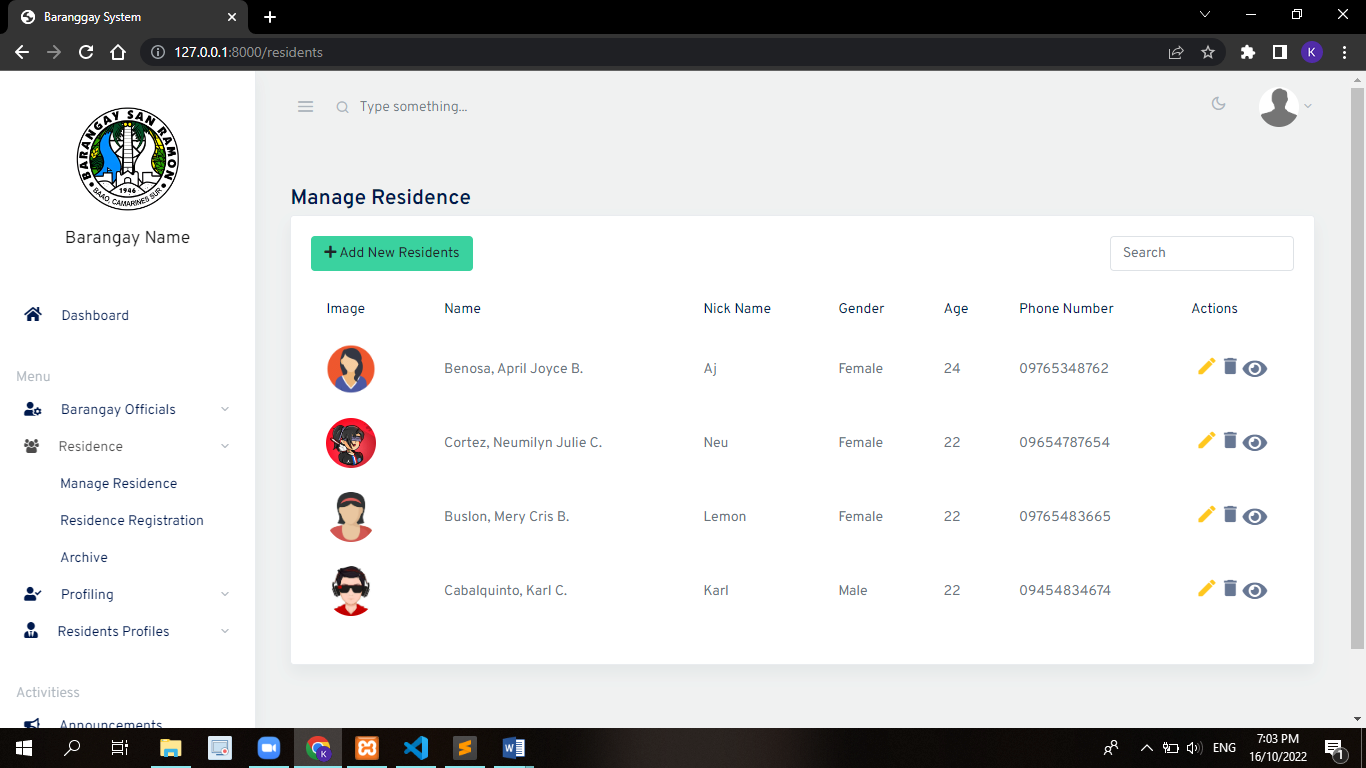 Baranggay System
127.0.0.1:8000/residents
K
BARANGAY SAN RAMON
1946
BAAO, CAMARINES SUR
Barangay Name
Dashboard
Menu
Barangay Officials
Residence
Manage Residence
Residence Registration
Archive
Profiling
Residents Profiles
Activitiess
Announcements
Type something...
Manage Residence
Add New Residents
Search
Image Name Nick Name Gender Age Phone Number Actions
Benosa, April Joyce B. Aj Female 24 09765348762
Cortez, Neumilyn Julie C. Neu Female 22 09654787654
Buslon, Mery Cris B. Lemon Female 22 09765483665
Cabalquinto, Karl C. Karl Male 22 09454834674
K
S
W
ENG
7:03 PM
16/10/2022
1